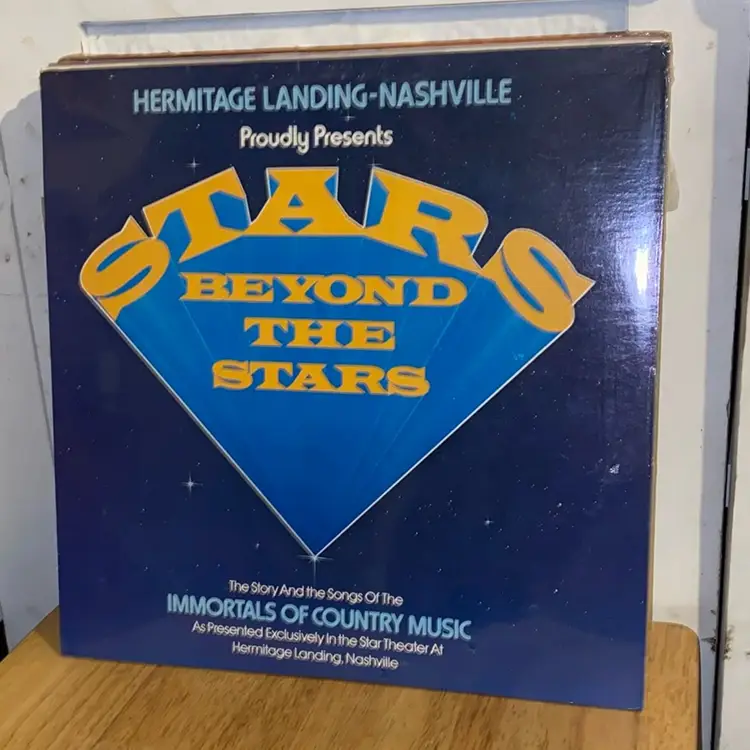 HERMITAGE LANDING-NASHVILLE
Proudly Presents
STARS
BEYOND
THE
STARS
The Story And the Songs Of The
IMMORTALS OF COUNTRY MUSIC
As Presented Exclusively In the Star Theater At
Hermitage Landing, Nashville